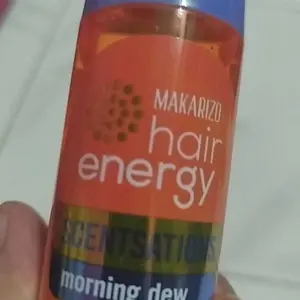 MAKARIZO
hair
energy
SCENTSATIONS
morning dew